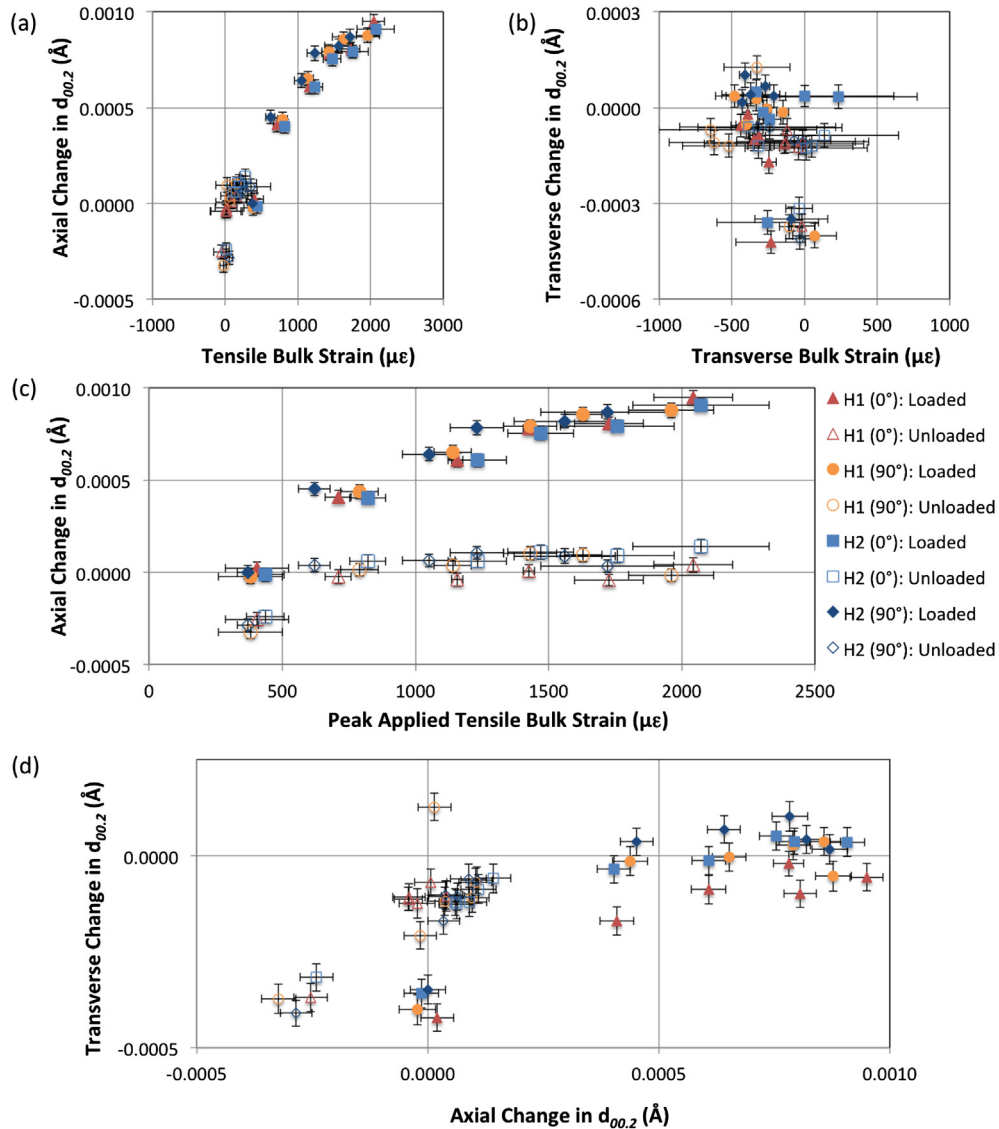 (a)
0.0010
0.0005
0.0000
-0.0005
Axial Change in d00.2 (Å)
-1000 0 1000 2000 3000
Tensile Bulk Strain (με)
(b)
0.0003
0.0000
-0.0003
-0.0006
Transverse Change in d00.2 (Å)
-1000 -500 0 500 1000
Transverse Bulk Strain (με)
(c)
0.0010
0.0005
0.0000
-0.0005
Axial Change in d00.2 (Å)
0 500 1000 1500 2000 2500
Peak Applied Tensile Bulk Strain (με)
H1 (0°): Loaded
H1 (0°): Unloaded
H1 (90°): Loaded
H1 (90°): Unloaded
H2 (0°): Loaded
H2 (0°): Unloaded
H2 (90°): Loaded
H2 (90°): Unloaded
(d)
0.0000
-0.0005
Transverse Change in d00.2 (Å)
-0.0005 0.0000 0.0005 0.0010
Axial Change in d00.2 (Å)